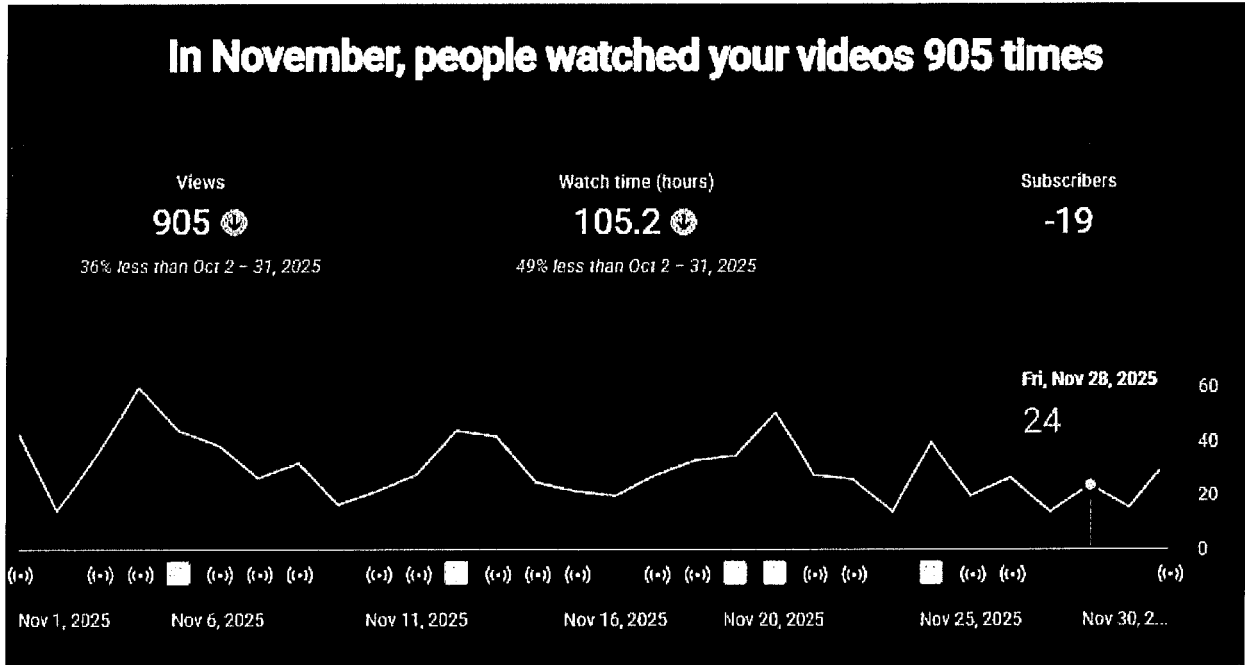 In November, people watched your videos 905 times
Views
905
36% less than Oct 2 – 31, 2025
Watch time (hours)
105.2
49% less than Oct 2 – 31, 2025
Subscribers
-19
Fri, Nov 28, 2025
24
60
40
20
0
Nov 1, 2025 Nov 6, 2025 Nov 11, 2025 Nov 16, 2025 Nov 20, 2025 Nov 25, 2025 Nov 30, 2...